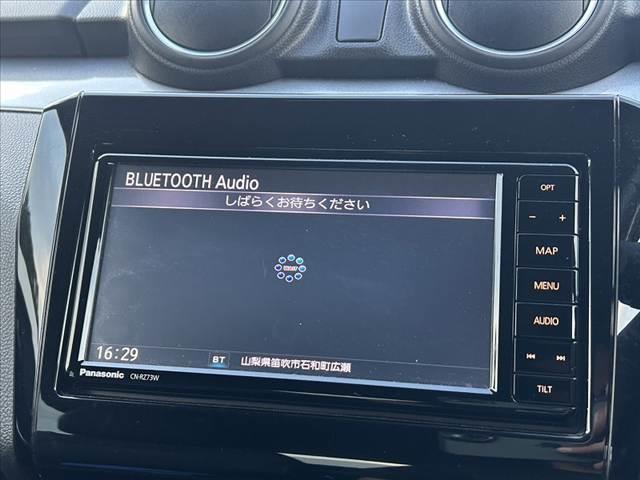 BLUETOOTH Audio
しばらくお待ちください
16:29
BT
山梨県笛吹市石和町広瀬
Panasonic
CN-RZ73W
OPT
− +
MAP
MENU
AUDIO
TILT